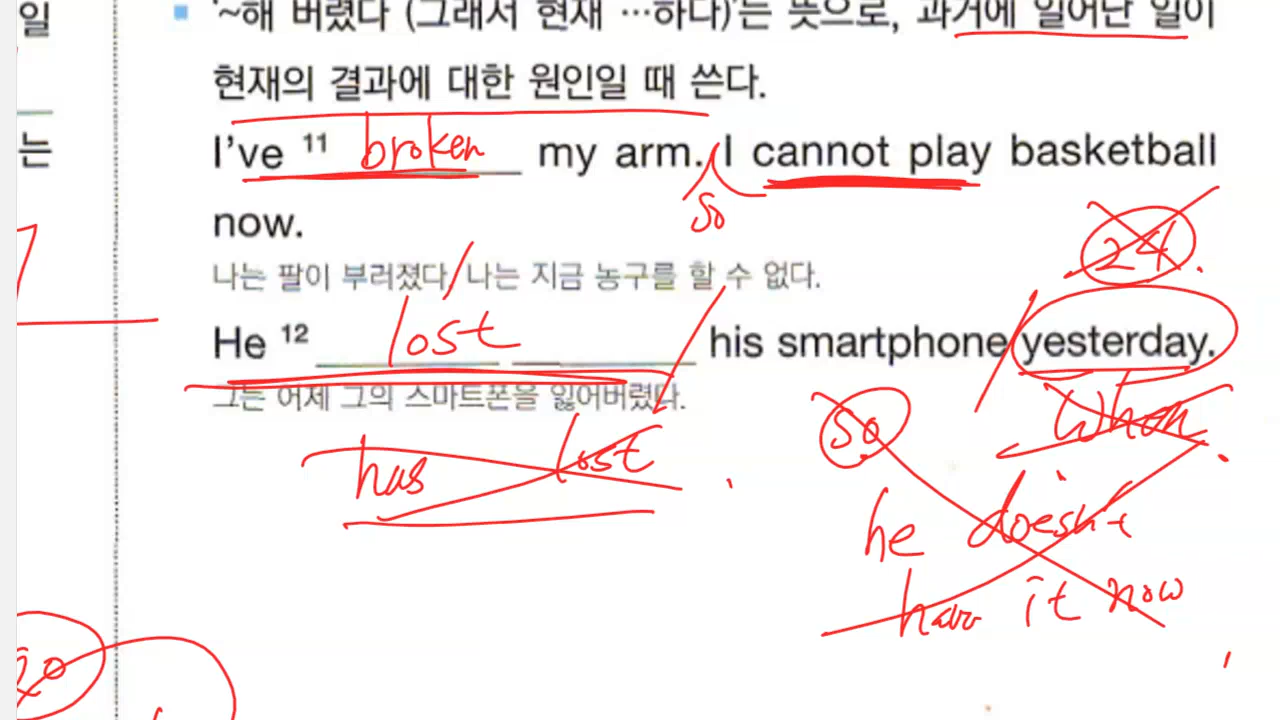 일 ~해 버렸다 (그래서 현재 …하다)'는 뜻으로, 과거에 일어난 일이
현재의 결과에 대한 원인일 때 쓴다.
는 I've 11 broken my arm. I cannot play basketball
so
now.
24
나는 팔이 부러졌다 나는 지금 농구를 할 수 없다.
He 12 lost his smartphone yesterday.
그는 어제 그의 스마트폰을 잃어버렸다.
so when
has lost
he doesn't
have it now